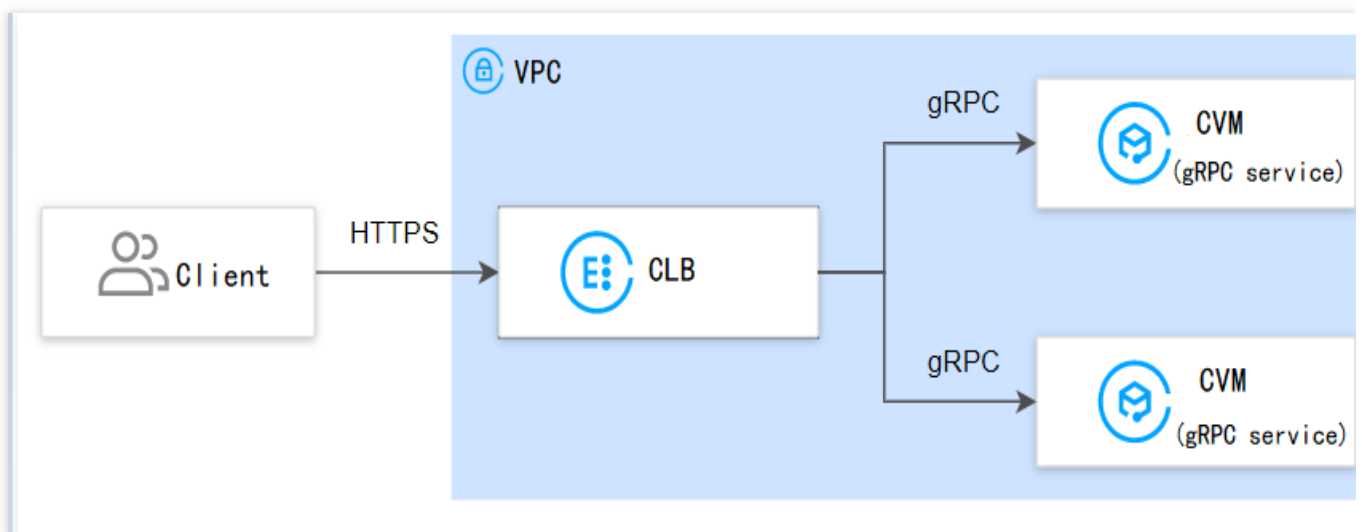 VPC
gRPC
CVM
(gRPC service)
HTTPS
Client
CLB
gRPC
CVM
(gRPC service)